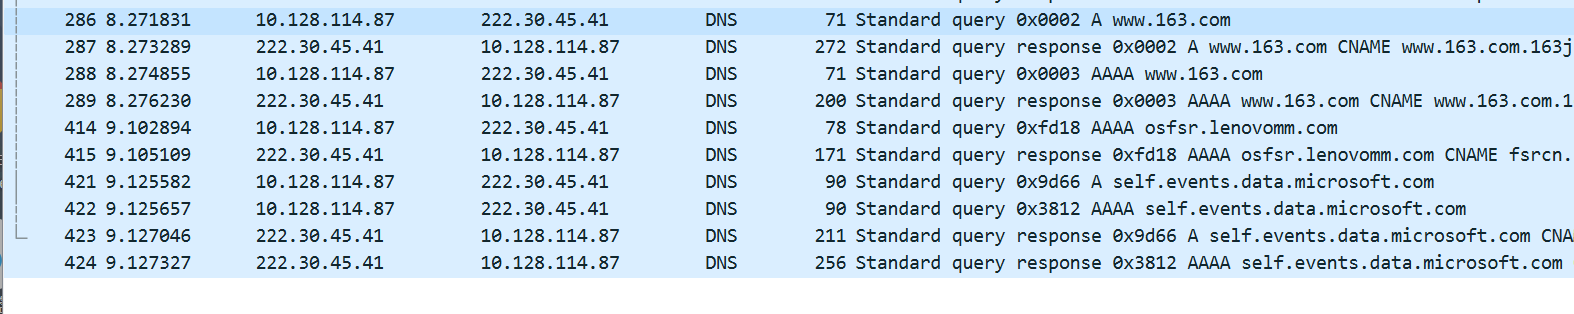 286 8.271831 10.128.114.87 222.30.45.41 DNS 71 Standard query 0x0002 A www.163.com
287 8.273289 222.30.45.41 10.128.114.87 DNS 272 Standard query response 0x0002 A www.163.com CNAME www.163.com.163j
288 8.274855 10.128.114.87 222.30.45.41 DNS 71 Standard query 0x0003 AAAA www.163.com
289 8.276230 222.30.45.41 10.128.114.87 DNS 200 Standard query response 0x0003 AAAA www.163.com CNAME www.163.com.1
414 9.102894 10.128.114.87 222.30.45.41 DNS 78 Standard query 0xfd18 AAAA osfsr.lenovomm.com
415 9.105109 222.30.45.41 10.128.114.87 DNS 171 Standard query response 0xfd18 AAAA osfsr.lenovomm.com CNAME fsrcn.
421 9.125582 10.128.114.87 222.30.45.41 DNS 90 Standard query 0x9d66 A self.events.data.microsoft.com
422 9.125657 10.128.114.87 222.30.45.41 DNS 90 Standard query 0x3812 AAAA self.events.data.microsoft.com
423 9.127046 222.30.45.41 10.128.114.87 DNS 211 Standard query response 0x9d66 A self.events.data.microsoft.com CNA
424 9.127327 222.30.45.41 10.128.114.87 DNS 256 Standard query response 0x3812 AAAA self.events.data.microsoft.com